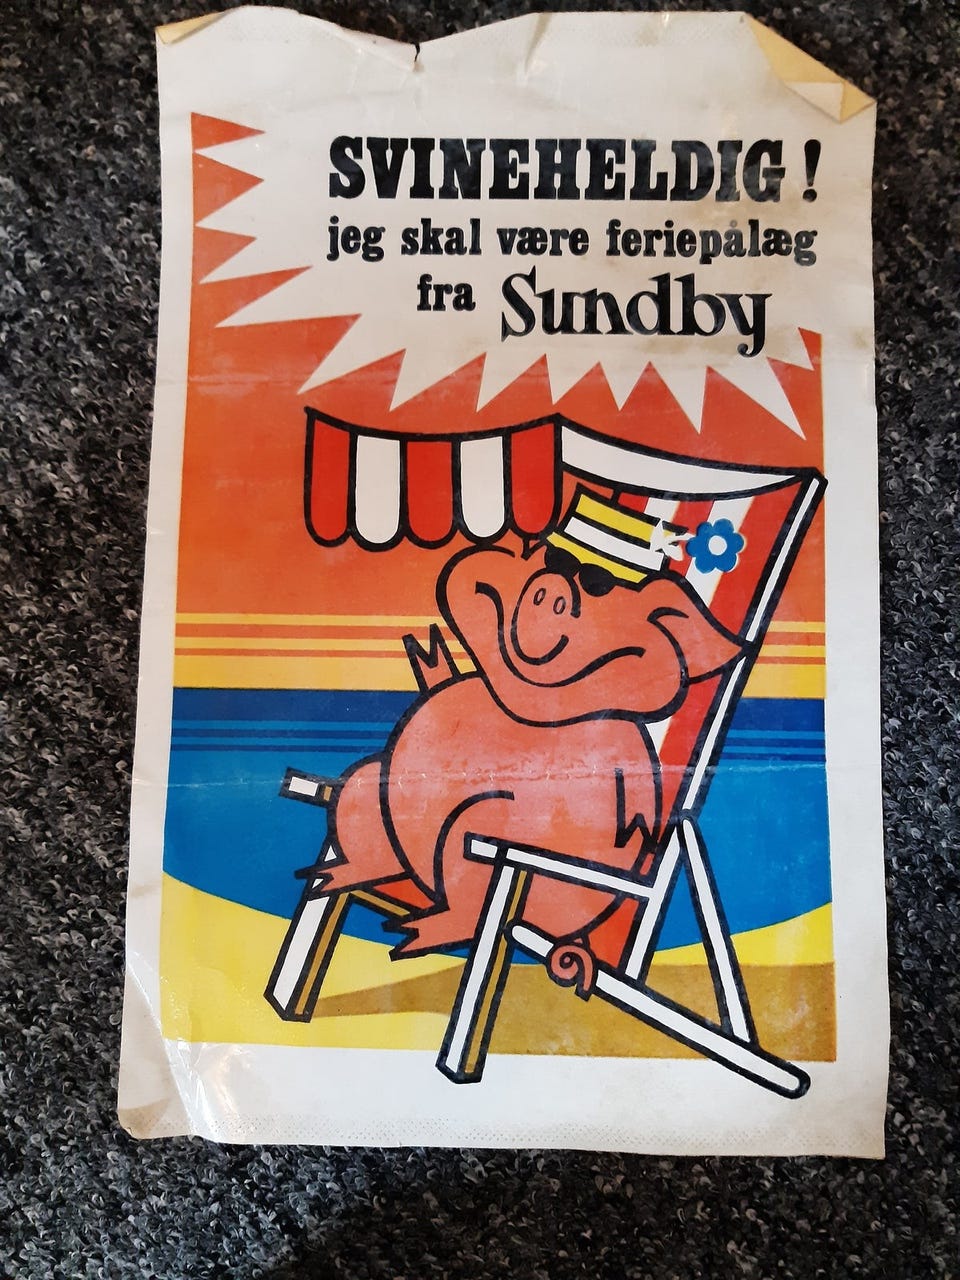 SVINEHELDIG!
jeg skal være feriepålæg
fra Sundby